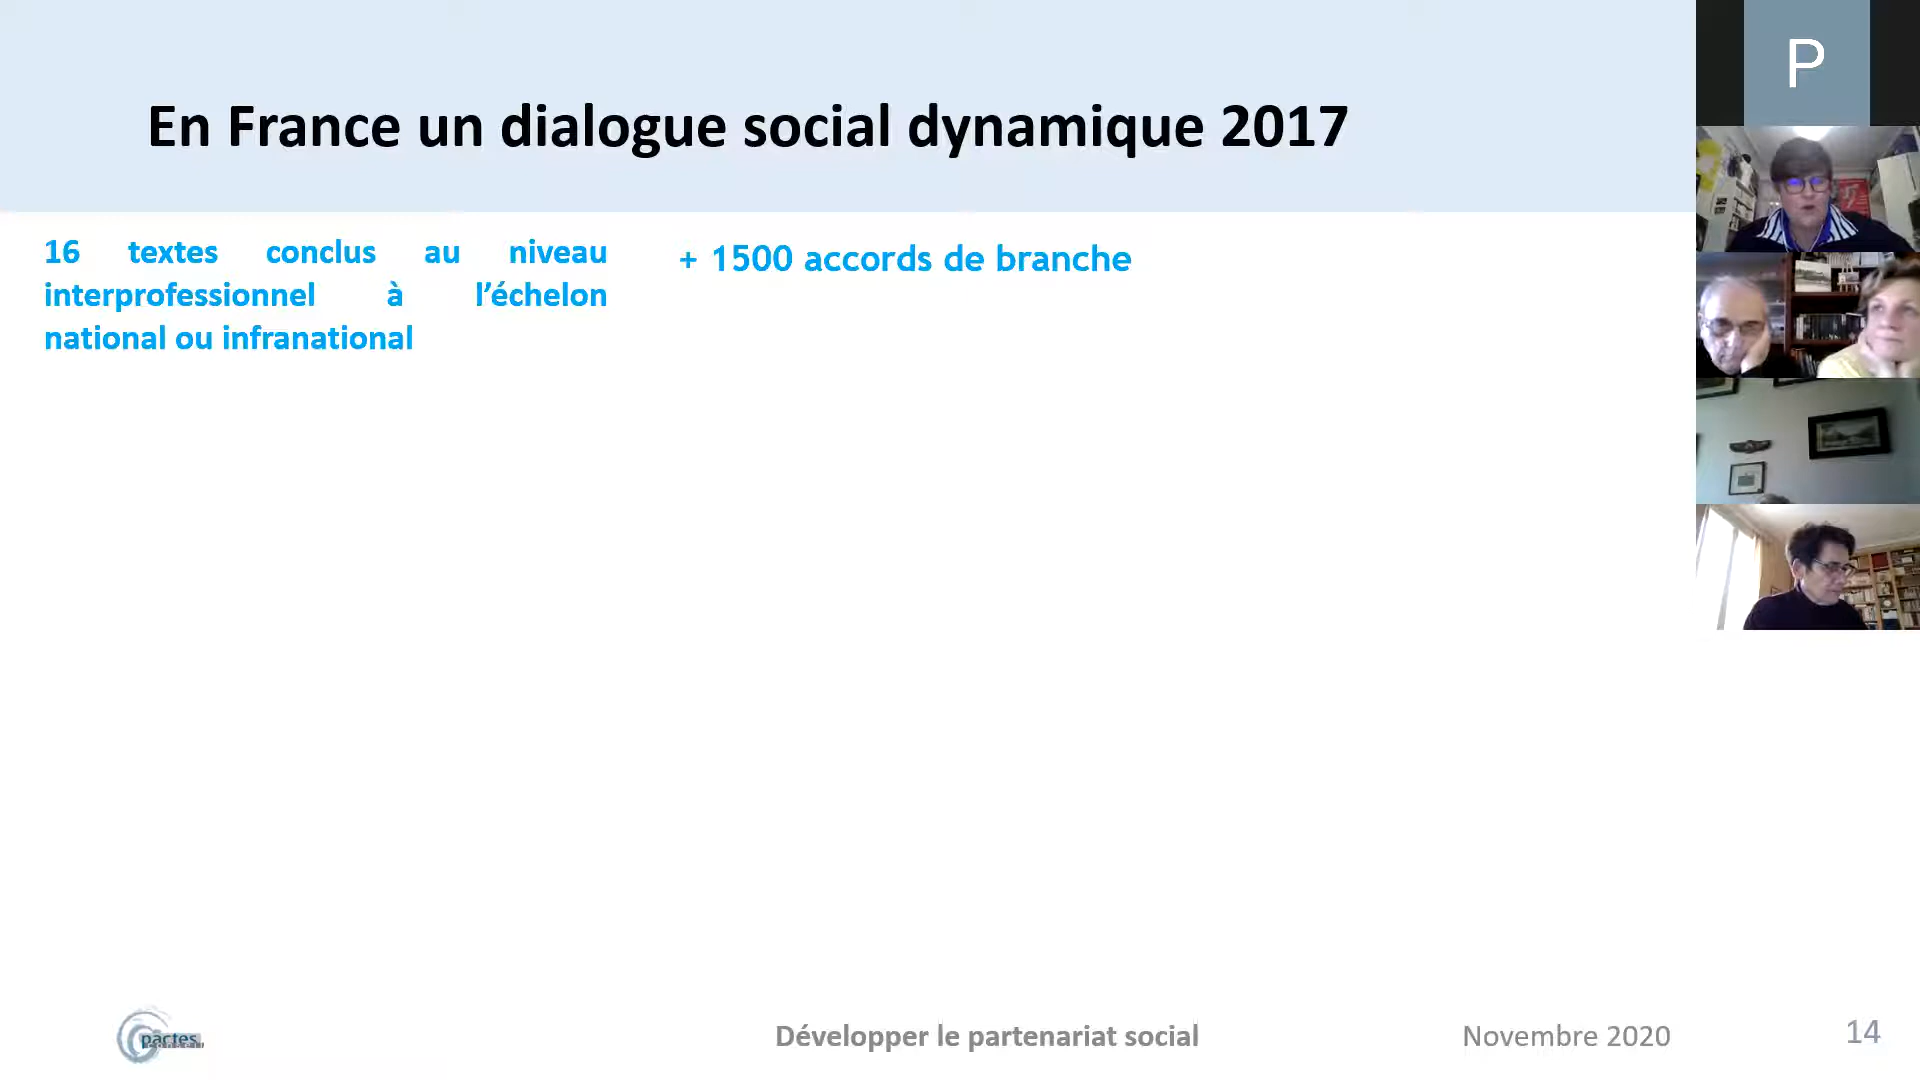 En France un dialogue social dynamique 2017
P
16 textes conclus au niveau
interprofessionnel à l’échelon
national ou infranational
+ 1500 accords de branche
pactes
conseil
Développer le partenariat social
Novembre 2020
14